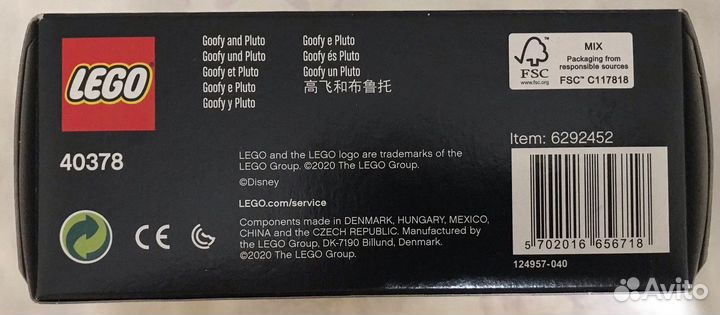 LEGO
40378
Goofy and Pluto
Goofy und Pluto
Goofy et Pluto
Goofy e Pluto
Goofy y Pluto
Goofy e Pluto
Goofy és Pluto
Goofy un Pluto
高飞和布鲁托
LEGO and the LEGO logo are trademarks of the
LEGO Group. ©2020 The LEGO Group.
©Disney
LEGO.com/service
Components made in DENMARK, HUNGARY, MEXICO,
CHINA and the CZECH REPUBLIC. Manufactured by
the LEGO Group, DK-7190 Billund, Denmark.
©2020 The LEGO Group.
CE
FSC
www.fsc.org
MIX
Packaging from
responsible sources
FSC™ C117818
Item: 6292452
5 702016 656718
124957-040
Avito